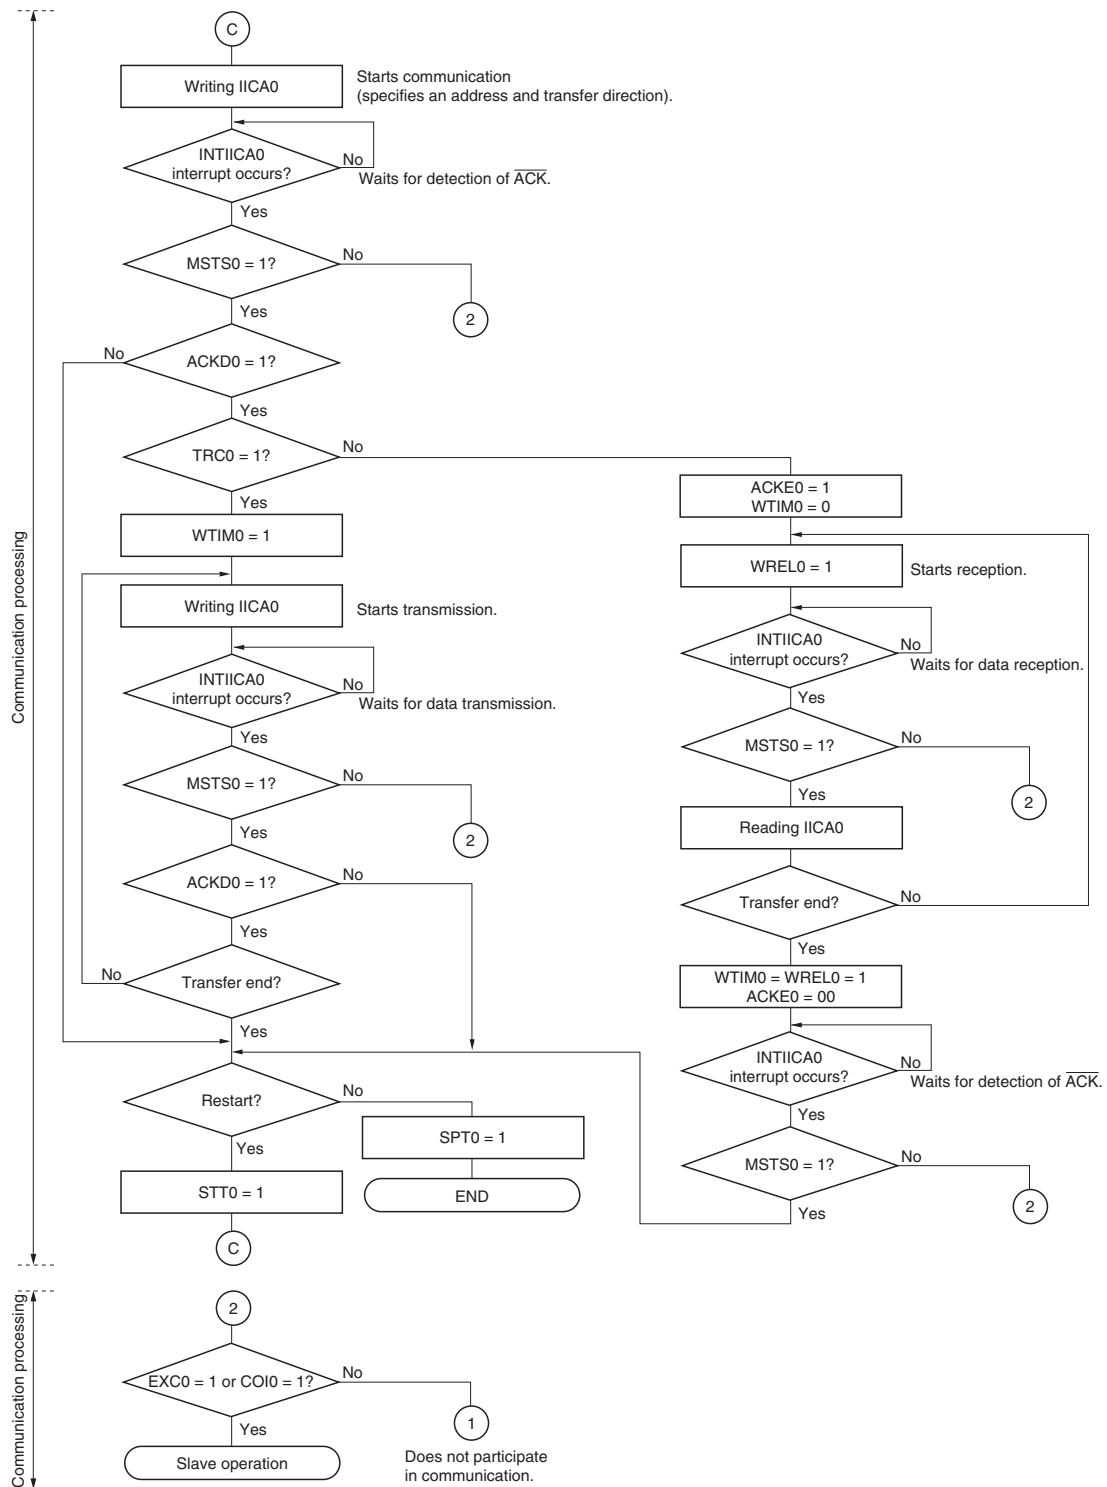 C
Writing IICA0
Starts communication
(specifies an address and transfer direction).
INTIICA0
interrupt occurs?
No
Waits for detection of ACK.
Yes
MSTS0 = 1?
No
2
Yes
ACKD0 = 1?
No
Yes
TRC0 = 1?
No
Yes
WTIM0 = 1
Writing IICA0
Starts transmission.
INTIICA0
interrupt occurs?
No
Waits for data transmission.
Yes
MSTS0 = 1?
No
2
Yes
ACKD0 = 1?
No
Yes
Transfer end?
No
Yes
Restart?
No
SPT0 = 1
END
Yes
STT0 = 1
C
ACKE0 = 1
WTIM0 = 0
WREL0 = 1
Starts reception.
INTIICA0
interrupt occurs?
No
Waits for data reception.
Yes
MSTS0 = 1?
No
2
Yes
Reading IICA0
Transfer end?
No
Yes
WTIM0 = WREL0 = 1
ACKE0 = 00
INTIICA0
interrupt occurs?
No
Waits for detection of ACK.
Yes
MSTS0 = 1?
No
2
Yes
Communication processing
2
EXC0 = 1 or COI0 = 1?
No
1
Does not participate
in communication.
Yes
Slave operation
Communication processing